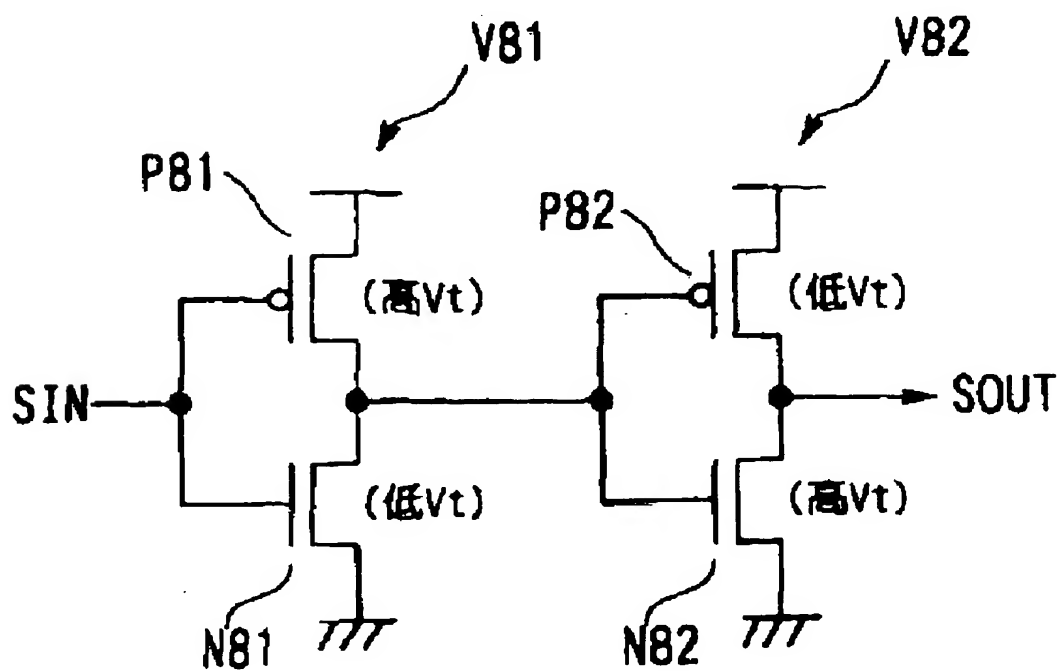 V81
V82
P81
P82
(高Vt)
(低Vt)
SIN
SOUT
(低Vt)
(高Vt)
N81
N82